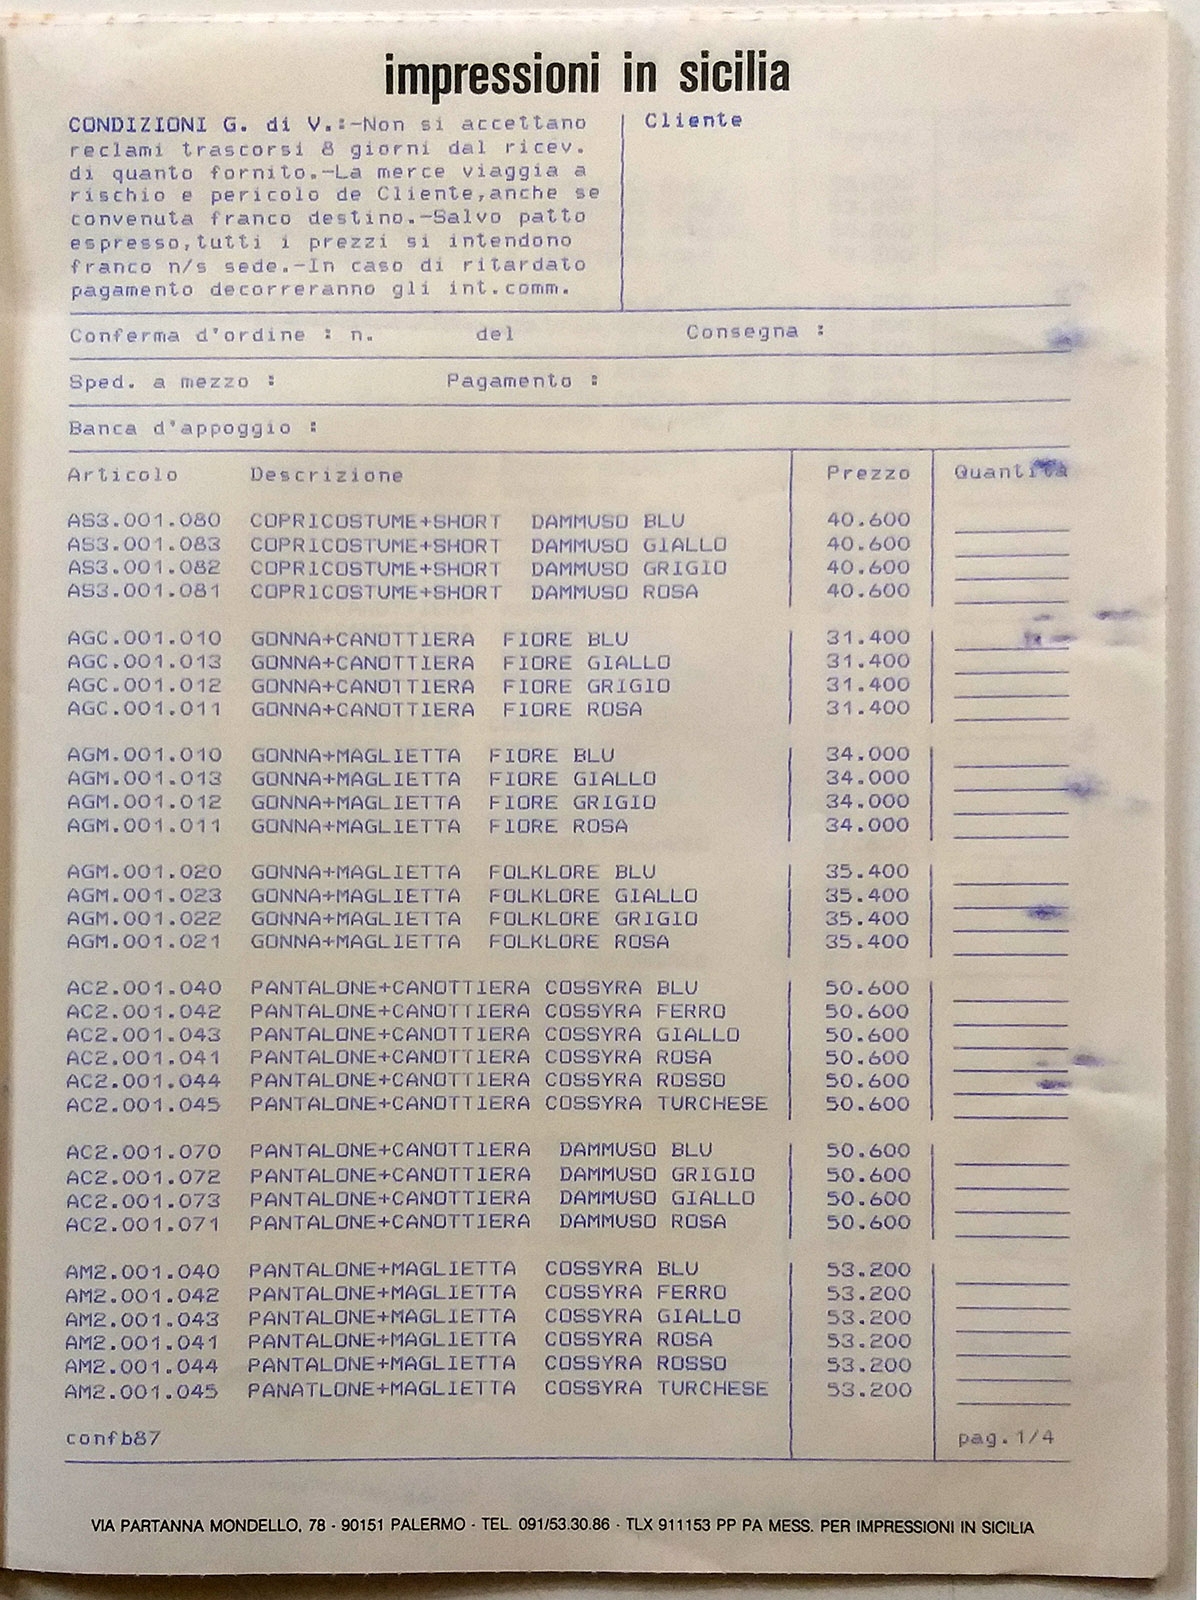 impressioni in sicilia
CONDIZIONI G. di V.:-Non si accettano
reclami trascorsi 8 giorni dal ricev.
di quanto fornito.-La merce viaggia a
rischio e pericolo de Cliente,anche se
convenuta franco destino.-Salvo patto
espresso,tutti i prezzi si intendono
franco n/s sede.-In caso di ritardato
pagamento decorreranno gli int.comm.
Cliente
Conferma d'ordine : n. del Consegna :
Sped. a mezzo : Pagamento :
Banca d'appoggio :
Articolo Descrizione Prezzo Quantita
AS3.001.080 COPRICOSTUME+SHORT DAMMUSO BLU 40.600
AS3.001.083 COPRICOSTUME+SHORT DAMMUSO GIALLO 40.600
AS3.001.082 COPRICOSTUME+SHORT DAMMUSO GRIGIO 40.600
AS3.001.081 COPRICOSTUME+SHORT DAMMUSO ROSA 40.600
AGC.001.010 GONNA+CANOTTIERA FIORE BLU 31.400
AGC.001.013 GONNA+CANOTTIERA FIORE GIALLO 31.400
AGC.001.012 GONNA+CANOTTIERA FIORE GRIGIO 31.400
AGC.001.011 GONNA+CANOTTIERA FIORE ROSA 31.400
AGM.001.010 GONNA+MAGLIETTA FIORE BLU 34.000
AGM.001.013 GONNA+MAGLIETTA FIORE GIALLO 34.000
AGM.001.012 GONNA+MAGLIETTA FIORE GRIGIO 34.000
AGM.001.011 GONNA+MAGLIETTA FIORE ROSA 34.000
AGM.001.020 GONNA+MAGLIETTA FOLKLORE BLU 35.400
AGM.001.023 GONNA+MAGLIETTA FOLKLORE GIALLO 35.400
AGM.001.022 GONNA+MAGLIETTA FOLKLORE GRIGIO 35.400
AGM.001.021 GONNA+MAGLIETTA FOLKLORE ROSA 35.400
AC2.001.040 PANTALONE+CANOTTIERA COSSYRA BLU 50.600
AC2.001.042 PANTALONE+CANOTTIERA COSSYRA FERRO 50.600
AC2.001.043 PANTALONE+CANOTTIERA COSSYRA GIALLO 50.600
AC2.001.041 PANTALONE+CANOTTIERA COSSYRA ROSA 50.600
AC2.001.044 PANTALONE+CANOTTIERA COSSYRA ROSSO 50.600
AC2.001.045 PANTALONE+CANOTTIERA COSSYRA TURCHESE 50.600
AC2.001.070 PANTALONE+CANOTTIERA DAMMUSO BLU 50.600
AC2.001.072 PANTALONE+CANOTTIERA DAMMUSO GRIGIO 50.600
AC2.001.073 PANTALONE+CANOTTIERA DAMMUSO GIALLO 50.600
AC2.001.071 PANTALONE+CANOTTIERA DAMMUSO ROSA 50.600
AM2.001.040 PANTALONE+MAGLIETTA COSSYRA BLU 53.200
AM2.001.042 PANTALONE+MAGLIETTA COSSYRA FERRO 53.200
AM2.001.043 PANTALONE+MAGLIETTA COSSYRA GIALLO 53.200
AM2.001.041 PANTALONE+MAGLIETTA COSSYRA ROSA 53.200
AM2.001.044 PANTALONE+MAGLIETTA COSSYRA ROSSO 53.200
AM2.001.045 PANATLONE+MAGLIETTA COSSYRA TURCHESE 53.200
confb87 pag.1/4
VIA PARTANNA MONDELLO, 78 - 90151 PALERMO - TEL. 091/53.30.86 - TLX 911153 PP PA MESS. PER IMPRESSIONI IN SICILIA